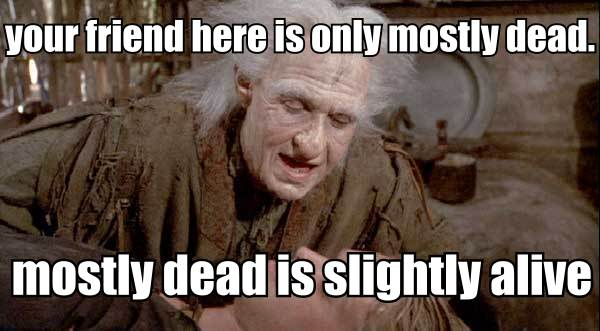 your friend here is only mostly dead.
mostly dead is slightly alive